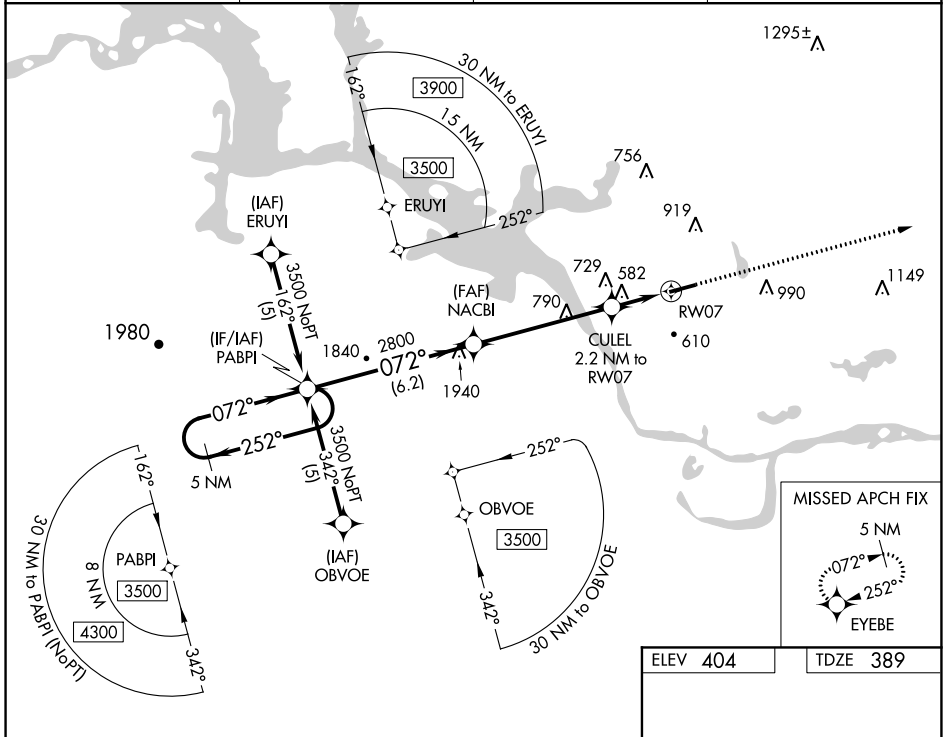 1295±
30 NM to ERUYI
162°
3900
15 NM
3500
756
ERUYI
252°
919
(IAF)
ERUYI
3500 NoPT
162°
(5)
729
582
1149
990
(FAF)
NACBI
790
RW07
1980
(IF/IAF)
PABPI
1840
2800
072°
(6.2)
CULEL
2.2 NM to
RW07
610
1940
072°
252°
5 NM
3500 NoPT
342°
(5)
(IAF)
OBVOE
252°
OBVOE
3500
342°
30 NM to OBVOE
162°
PABPI
3500
8 NM
4300
30 NM to PABPI (NoPT)
342°
MISSED APCH FIX
5 NM
072°
252°
EYEBE
ELEV 404
TDZE 389